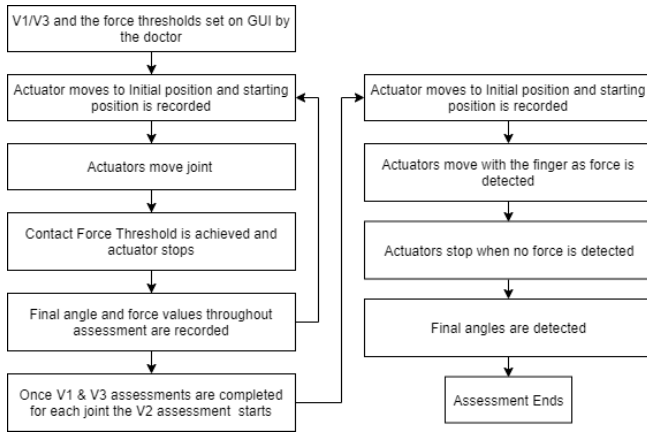 V1/V3 and the force thresholds set on GUI by
the doctor
Actuator moves to Initial position and starting
position is recorded
Actuators move joint
Contact Force Threshold is achieved and
actuator stops
Final angle and force values throughout
assessment are recorded
Once V1 & V3 assessments are completed
for each joint the V2 assessment starts
Actuator moves to Initial position and starting
position is recorded
Actuators move with the finger as force is
detected
Actuators stop when no force is detected
Final angles are detected
Assessment Ends